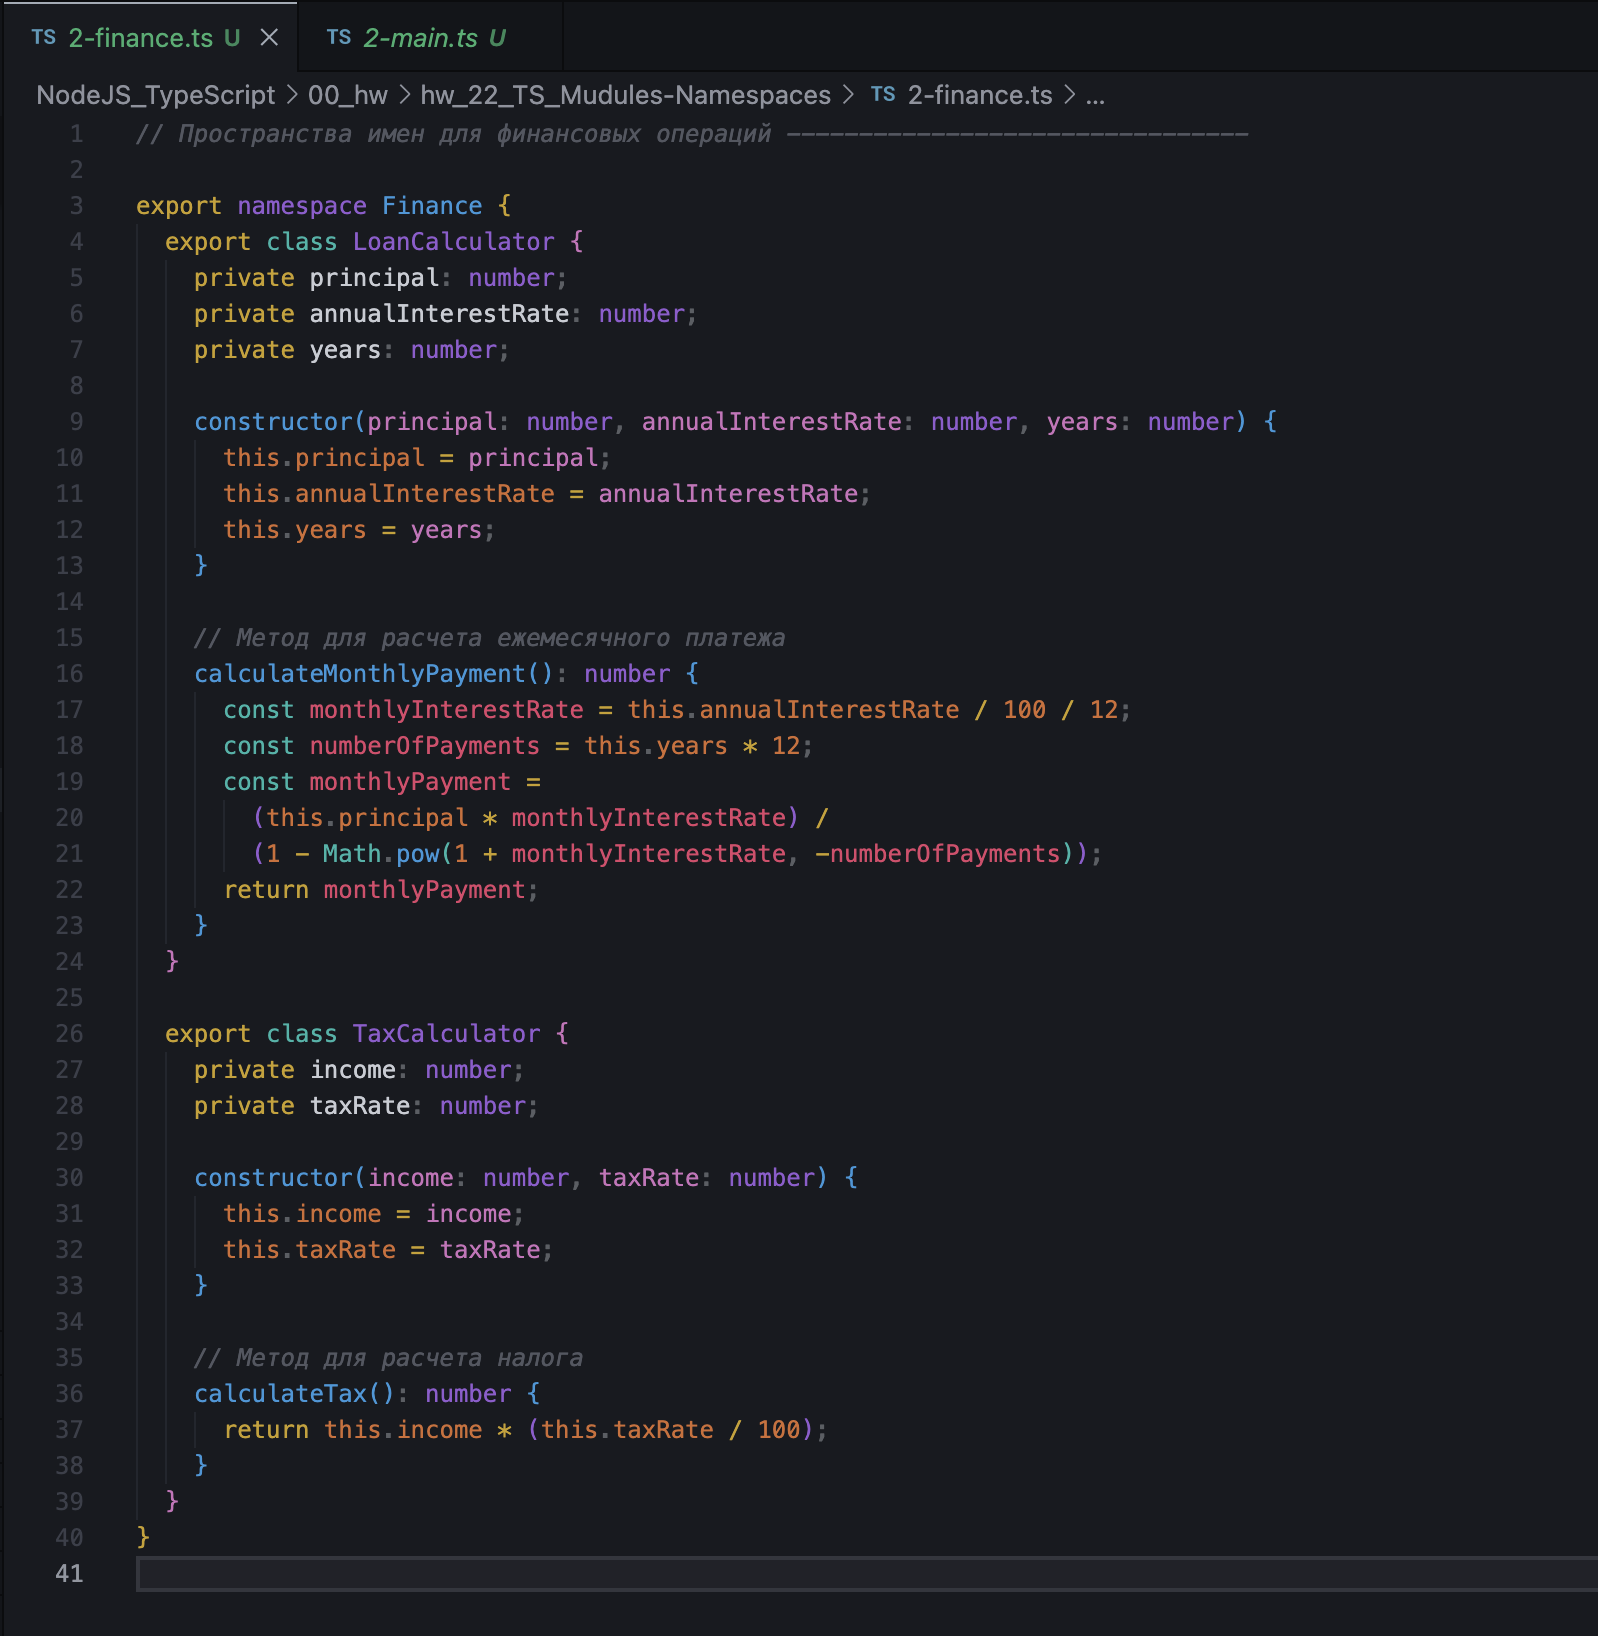 TS 2-finance.ts U × TS 2-main.ts U
NodeJS_TypeScript > 00_hw > hw_22_TS_Mudules-Namespaces > TS 2-finance.ts > ...
1 // Пространства имен для финансовых операций --------------------------------
2
3 export namespace Finance {
4   export class LoanCalculator {
5     private principal: number;
6     private annualInterestRate: number;
7     private years: number;
8
9     constructor(principal: number, annualInterestRate: number, years: number) {
10       this.principal = principal;
11       this.annualInterestRate = annualInterestRate;
12       this.years = years;
13     }
14
15     // Метод для расчета ежемесячного платежа
16     calculateMonthlyPayment(): number {
17       const monthlyInterestRate = this.annualInterestRate / 100 / 12;
18       const numberOfPayments = this.years * 12;
19       const monthlyPayment =
20         (this.principal * monthlyInterestRate) /
21         (1 - Math.pow(1 + monthlyInterestRate, -numberOfPayments));
22       return monthlyPayment;
23     }
24   }
25
26   export class TaxCalculator {
27     private income: number;
28     private taxRate: number;
29
30     constructor(income: number, taxRate: number) {
31       this.income = income;
32       this.taxRate = taxRate;
33     }
34
35     // Метод для расчета налога
36     calculateTax(): number {
37       return this.income * (this.taxRate / 100);
38     }
39   }
40 }
41